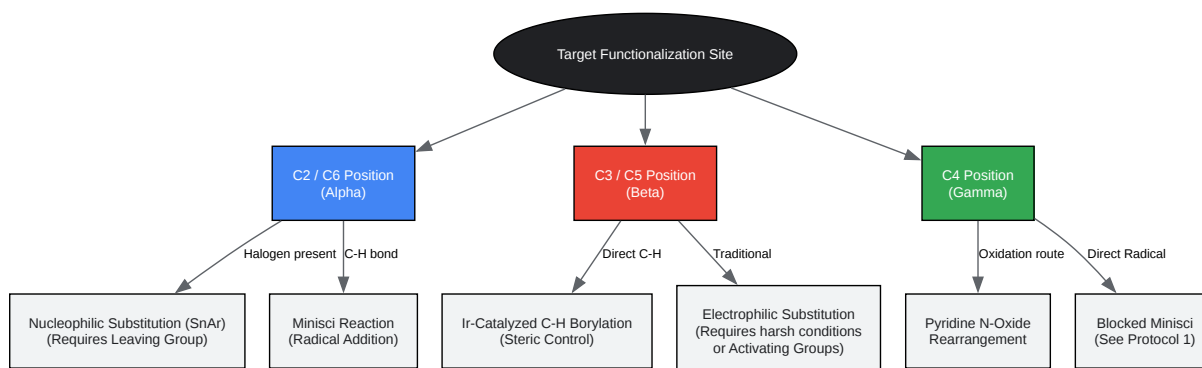 Target Functionalization Site
C2 / C6 Position
(Alpha)
C3 / C5 Position
(Beta)
C4 Position
(Gamma)
Halogen present
C-H bond
Direct C-H
Traditional
Oxidation route
Direct Radical
Nucleophilic Substitution (SnAr)
(Requires Leaving Group)
Minisci Reaction
(Radical Addition)
Ir-Catalyzed C-H Borylation
(Steric Control)
Electrophilic Substitution
(Requires harsh conditions
or Activating Groups)
Pyridine N-Oxide
Rearrangement
Blocked Minisci
(See Protocol 1)